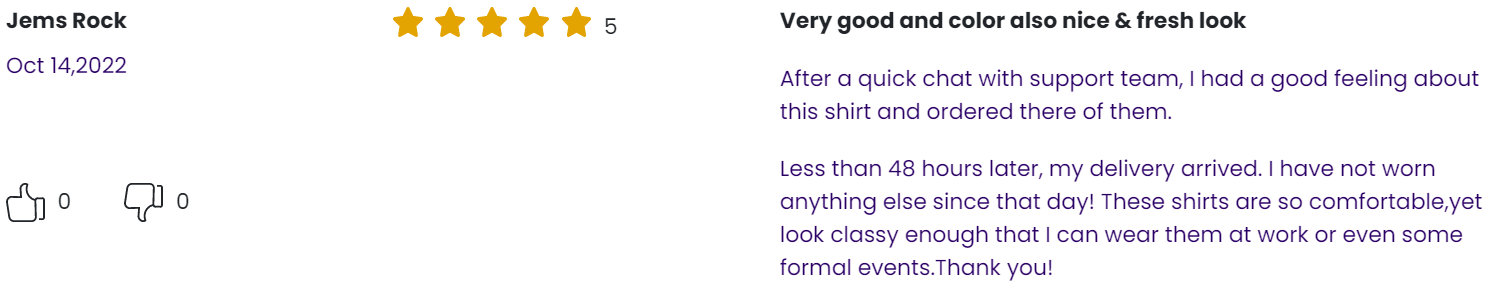 Jems Rock
Oct 14,2022
0
0
5
Very good and color also nice & fresh look
After a quick chat with support team, I had a good feeling about
this shirt and ordered there of them.
Less than 48 hours later, my delivery arrived. I have not worn
anything else since that day! These shirts are so comfortable,yet
look classy enough that I can wear them at work or even some
formal events.Thank you!